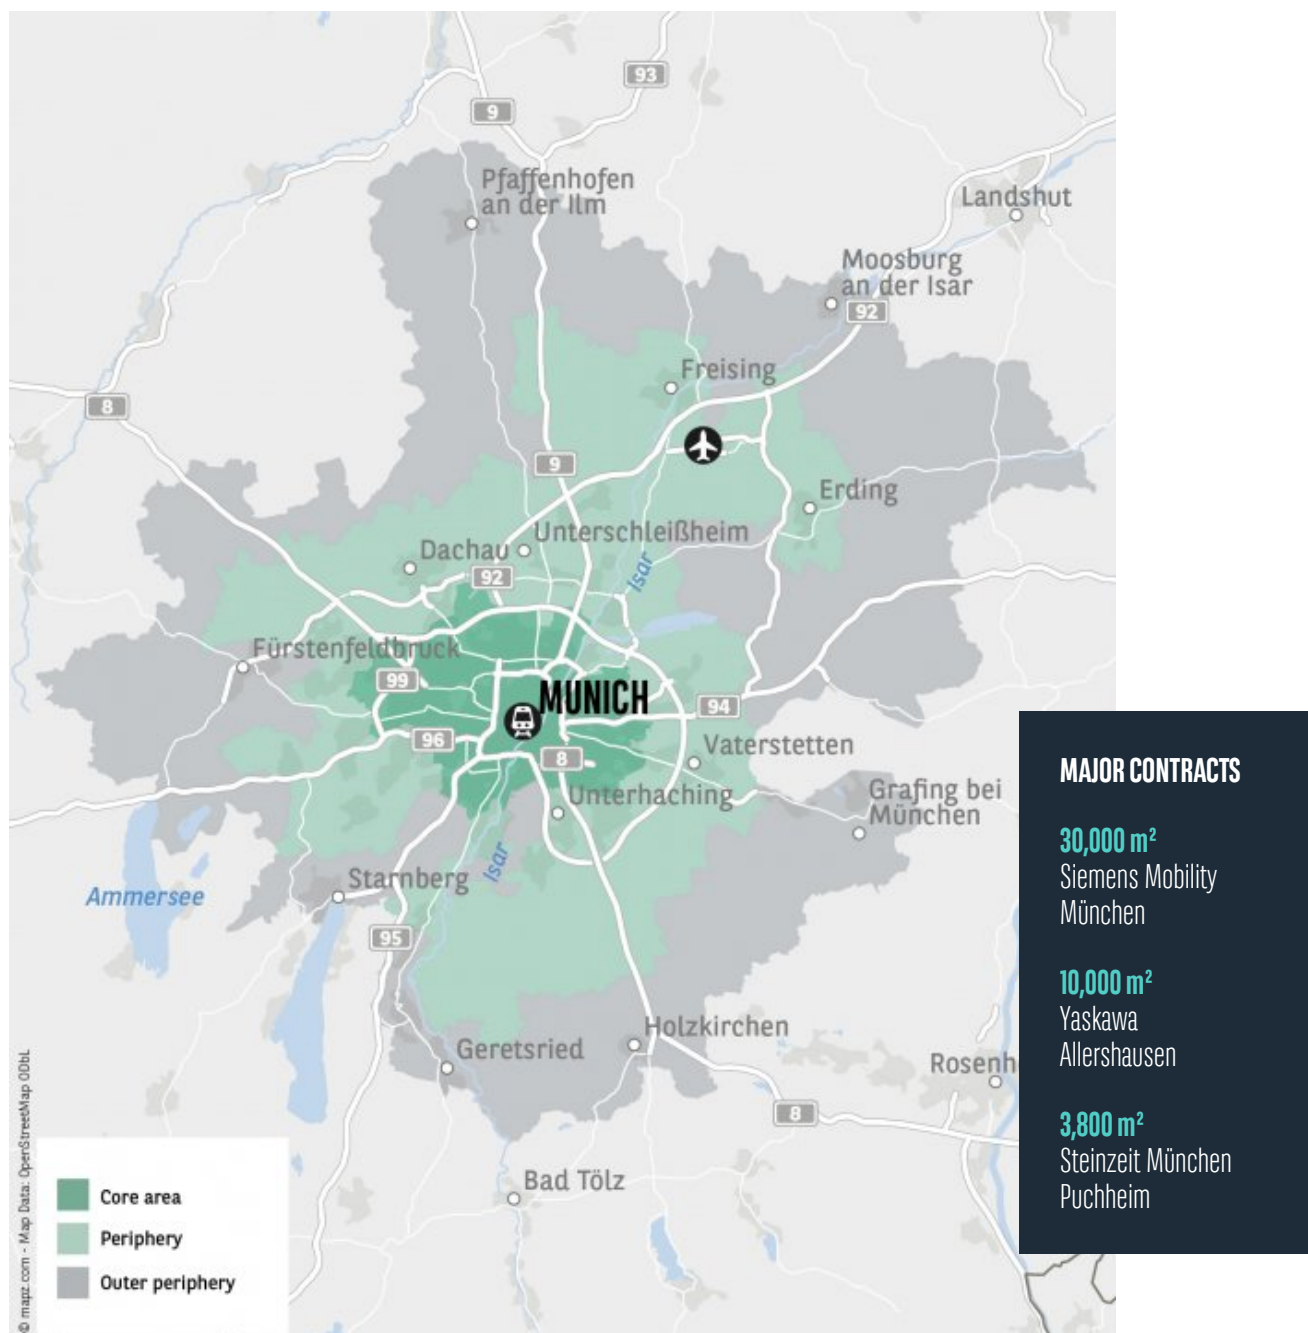 93
9
Pfaffenhofen
an der Ilm
Landshut
Moosburg
an der Isar
92
Freising
8
9
Erding
Unterschleißheim
Dachau
92
Isar
Fürstenfeldbruck
99
MUNICH
94
96
8
Vaterstetten
Unterhaching
Grafing bei
München
Isar
Starnberg
Ammersee
95
Holzkirchen
Geretsried
Rosenh
8
Bad Tölz
Core area
Periphery
Outer periphery
© mapz.com - Map Data: OpenStreetMap ODbL
MAJOR CONTRACTS
30,000 m²
Siemens Mobility
München
10,000 m²
Yaskawa
Allershausen
3,800 m²
Steinzeit München
Puchheim